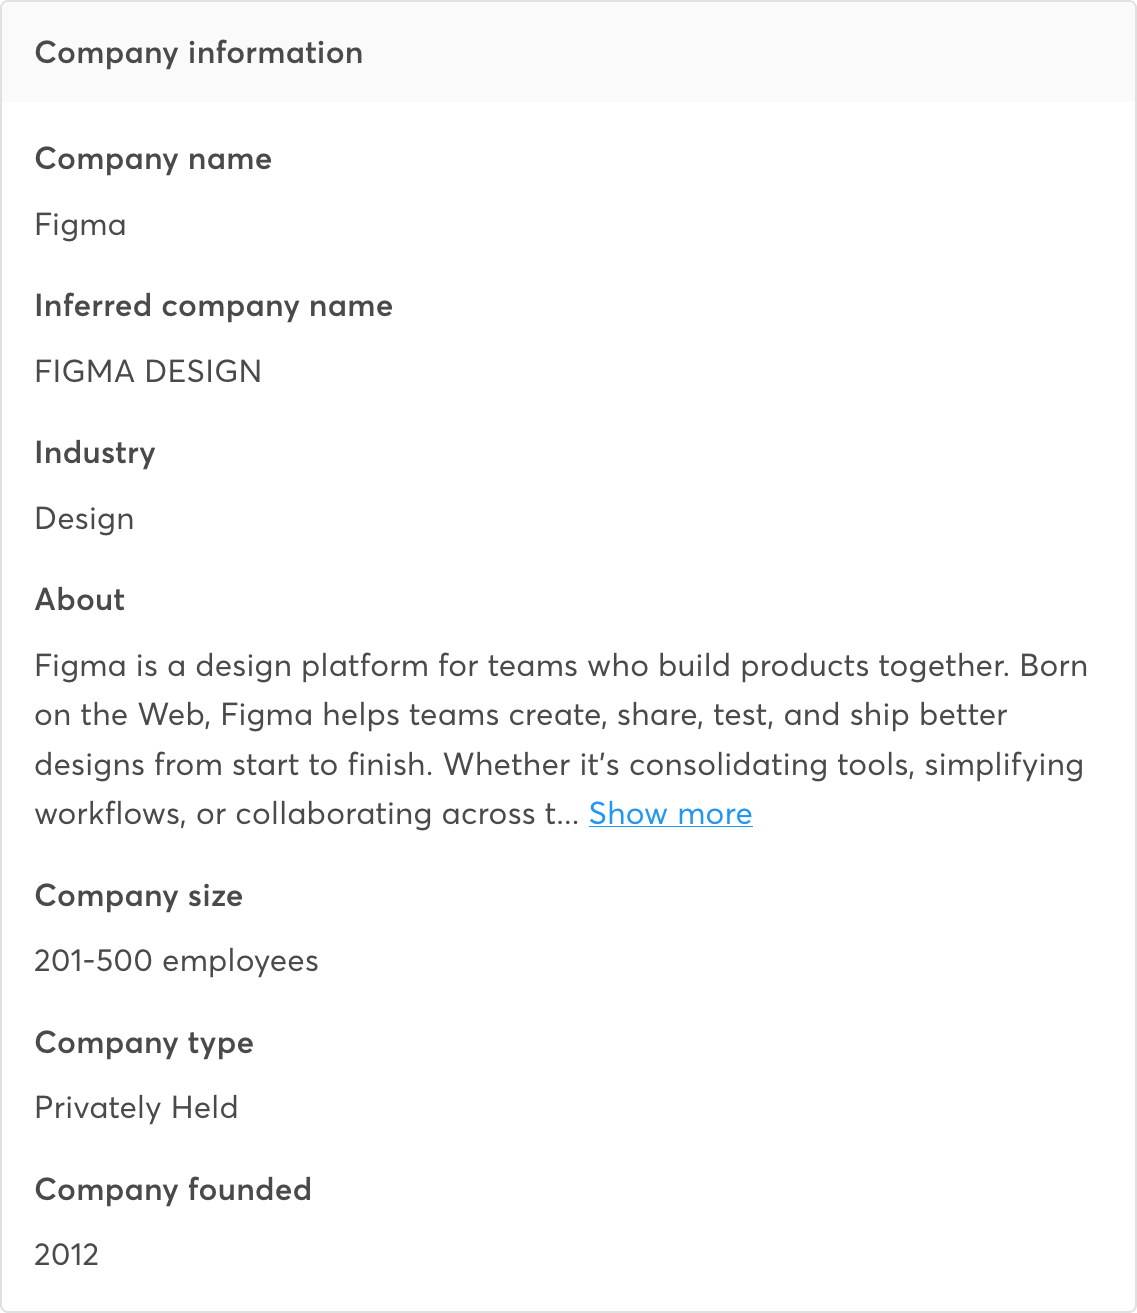 Company information
Company name
Figma
Inferred company name
FIGMA DESIGN
Industry
Design
About
Figma is a design platform for teams who build products together. Born
on the Web, Figma helps teams create, share, test, and ship better
designs from start to finish. Whether it’s consolidating tools, simplifying
workflows, or collaborating across t... Show more
Company size
201-500 employees
Company type
Privately Held
Company founded
2012